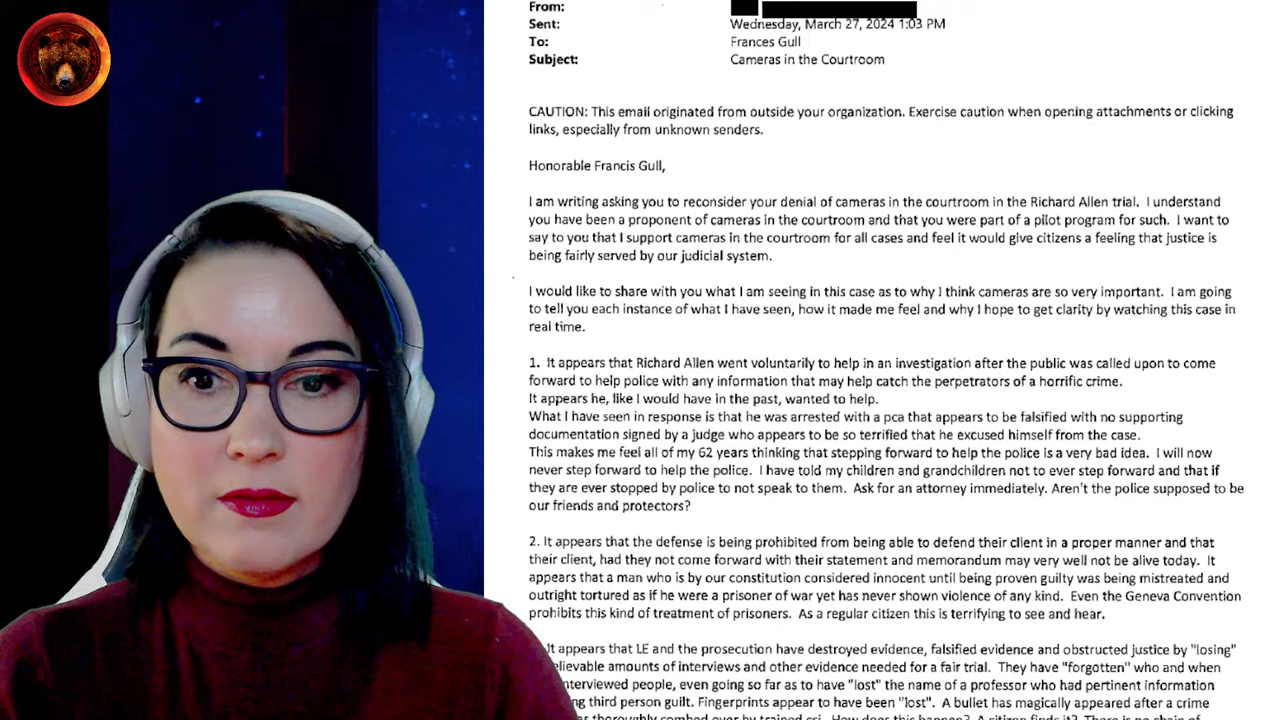 From:
Sent: Wednesday, March 27, 2024 1:03 PM
To: Frances Gull
Subject: Cameras in the Courtroom
CAUTION: This email originated from outside your organization. Exercise caution when opening attachments or clicking
links, especially from unknown senders.
Honorable Francis Gull,
I am writing asking you to reconsider your denial of cameras in the courtroom in the Richard Allen trial. I understand
you have been a proponent of cameras in the courtroom and that you were part of a pilot program for such. I want to
say to you that I support cameras in the courtroom for all cases and feel it would give citizens a feeling that justice is
being fairly served by our judicial system.
I would like to share with you what I am seeing in this case as to why I think cameras are so very important. I am going
to tell you each instance of what I have seen, how it made me feel and why I hope to get clarity by watching this case in
real time.
1. It appears that Richard Allen went voluntarily to help in an investigation after the public was called upon to come
forward to help police with any information that may help catch the perpetrators of a horrific crime.
It appears he, like I would have in the past, wanted to help.
What I have seen in response is that he was arrested with a pca that appears to be falsified with no supporting
documentation signed by a judge who appears to be so terrified that he excused himself from the case.
This makes me feel all of my 62 years thinking that stepping forward to help the police is a very bad idea. I will now
never step forward to help the police. I have told my children and grandchildren not to ever step forward and that if
they are ever stopped by police to not speak to them. Ask for an attorney immediately. Aren't the police supposed to be
our friends and protectors?
2. It appears that the defense is being prohibited from being able to defend their client in a proper manner and that
their client, had they not come forward with their statement and memorandum may very well not be alive today. It
appears that a man who is by our constitution considered innocent until being proven guilty was being mistreated and
outright tortured as if he were a prisoner of war yet has never shown violence of any kind. Even the Geneva Convention
prohibits this kind of treatment of prisoners. As a regular citizen this is terrifying to see and hear.
It appears that LE and the prosecution have destroyed evidence, falsified evidence and obstructed justice by "losing"
amounts of interviews and other evidence needed for a fair trial. They have "forgotten" who and when
interviewed people, even going so far as to have "lost" the name of a professor who had pertinent information
third person guilt. Fingerprints appear to have been "lost". A bullet has magically appeared after a crime
thoroughly combed over by trained csi. How does this happen? A citizen finds it? There is no chain of